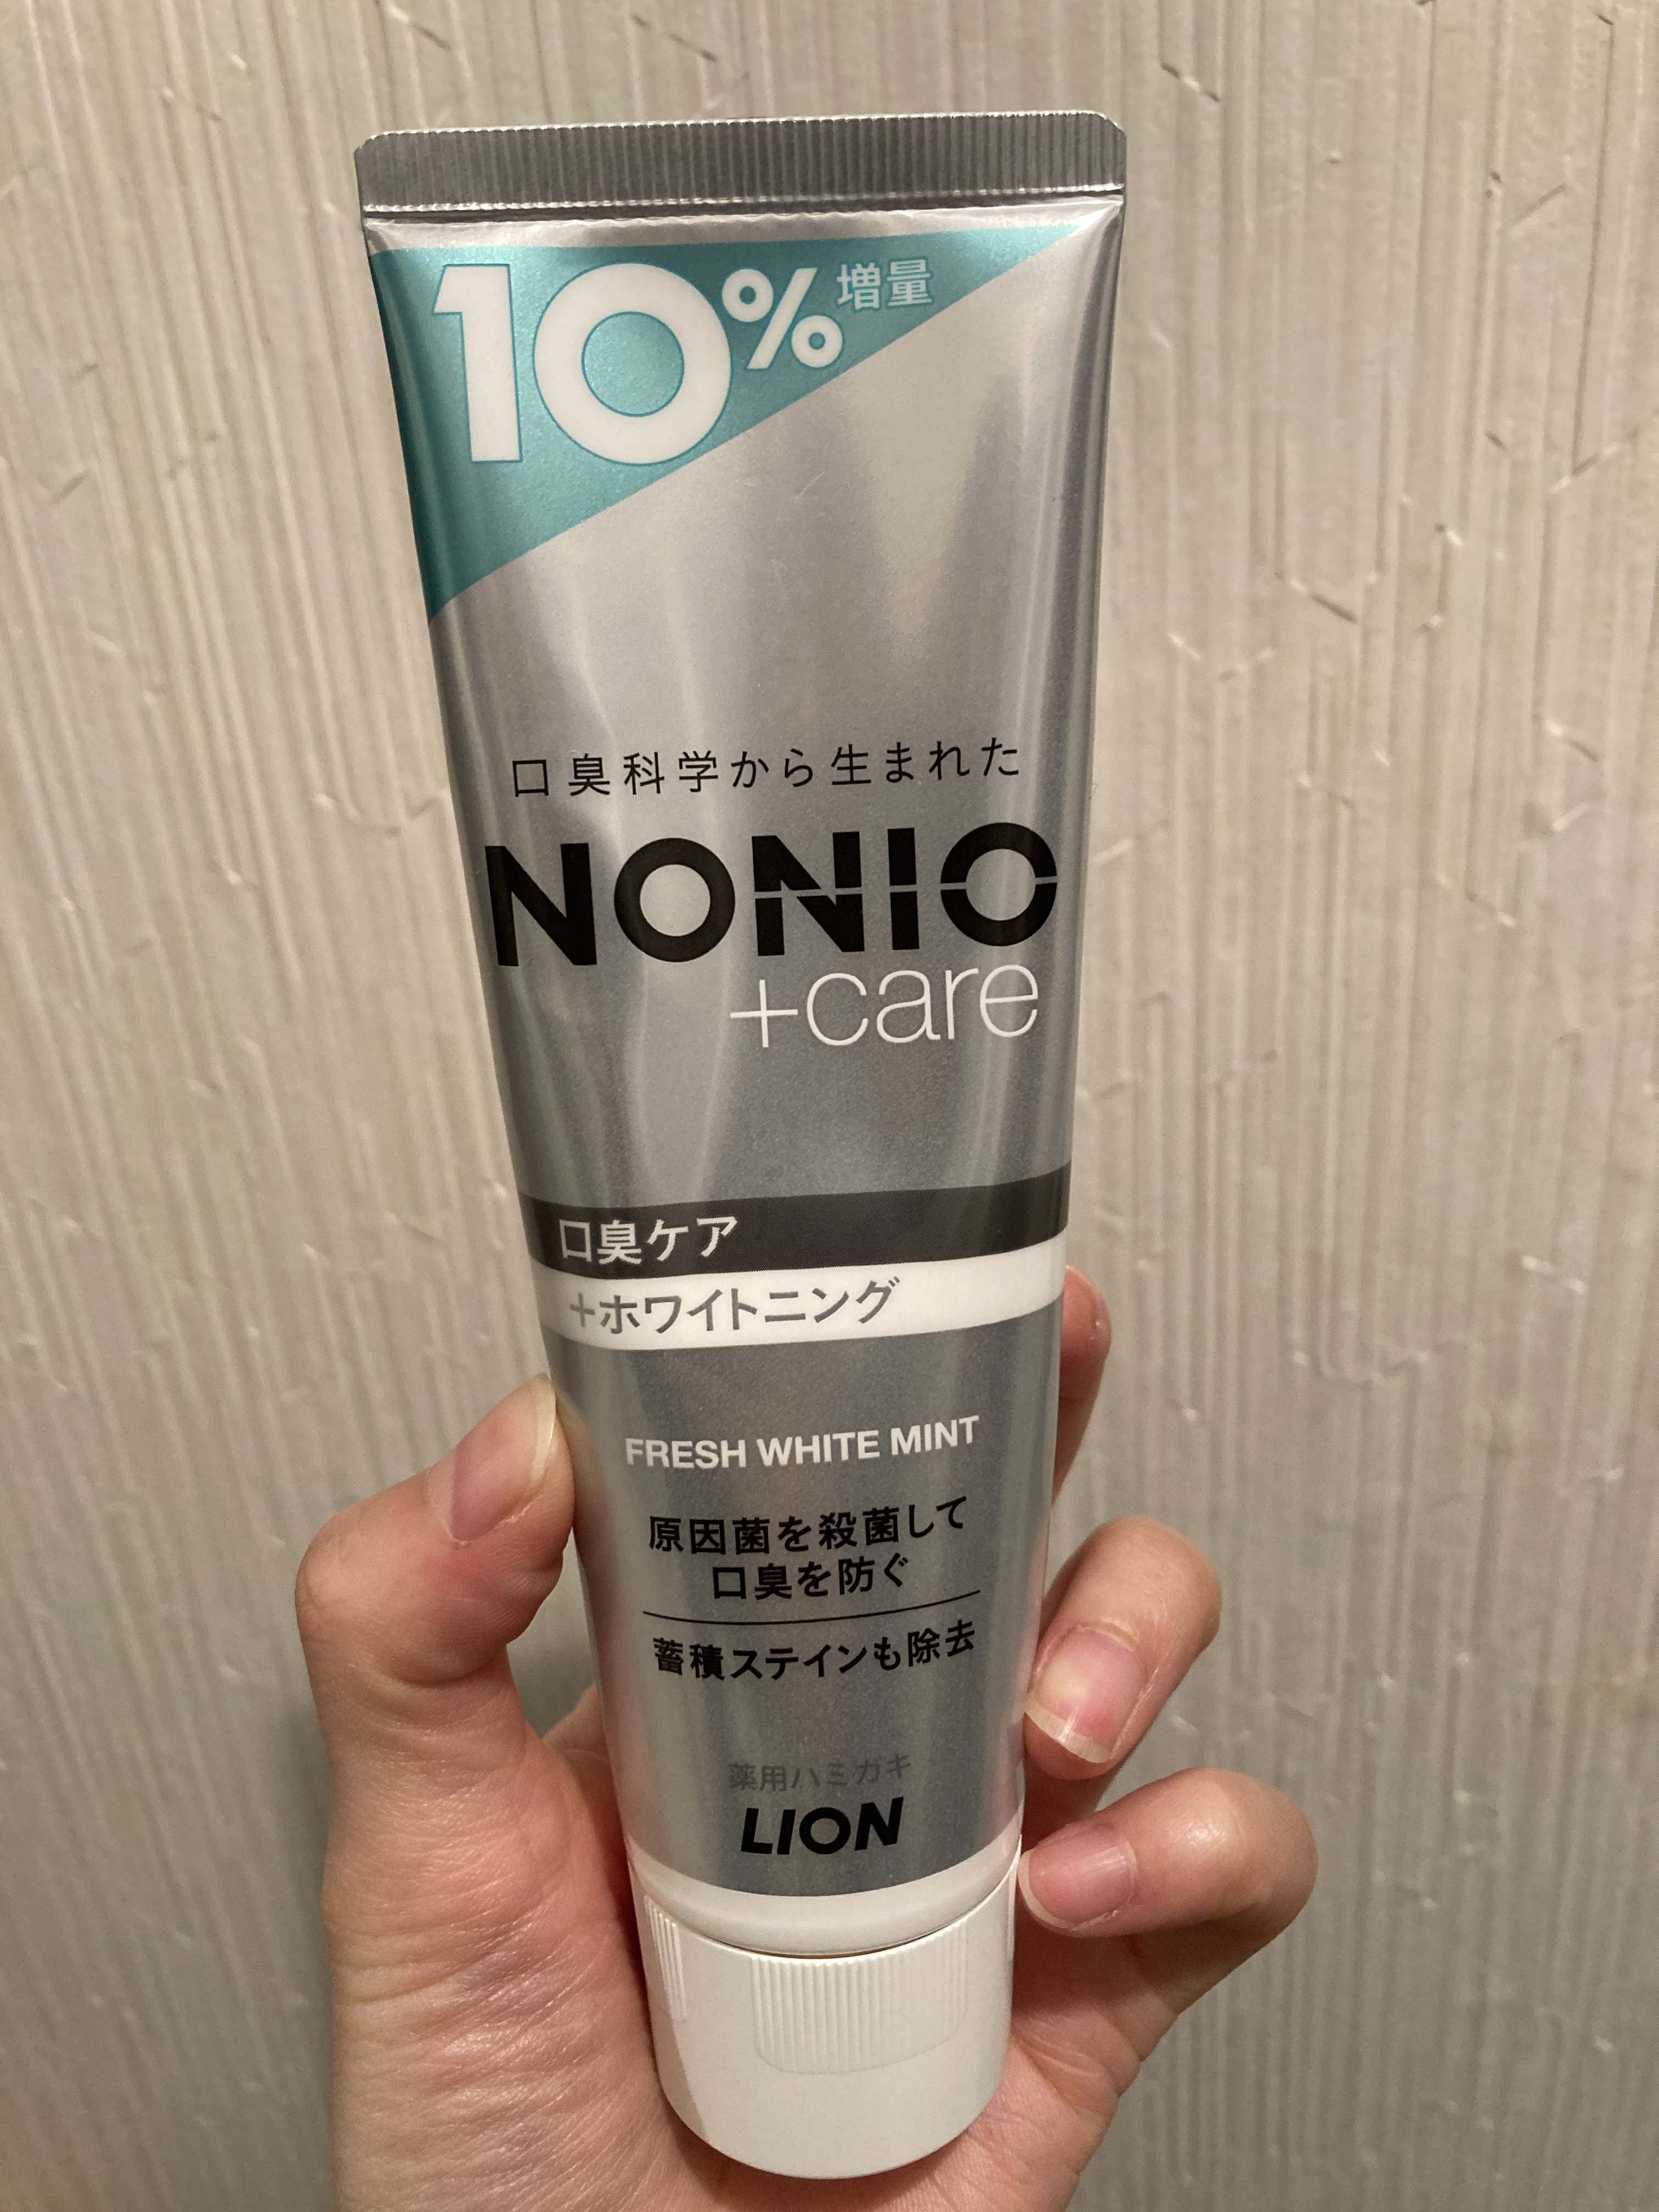 10%増量
口臭科学から生まれた
NONIO
+care
口臭ケア
+ホワイトニング
FRESH WHITE MINT
原因菌を殺菌して
口臭を防ぐ
蓄積ステインも除去
薬用ハミガキ
LION